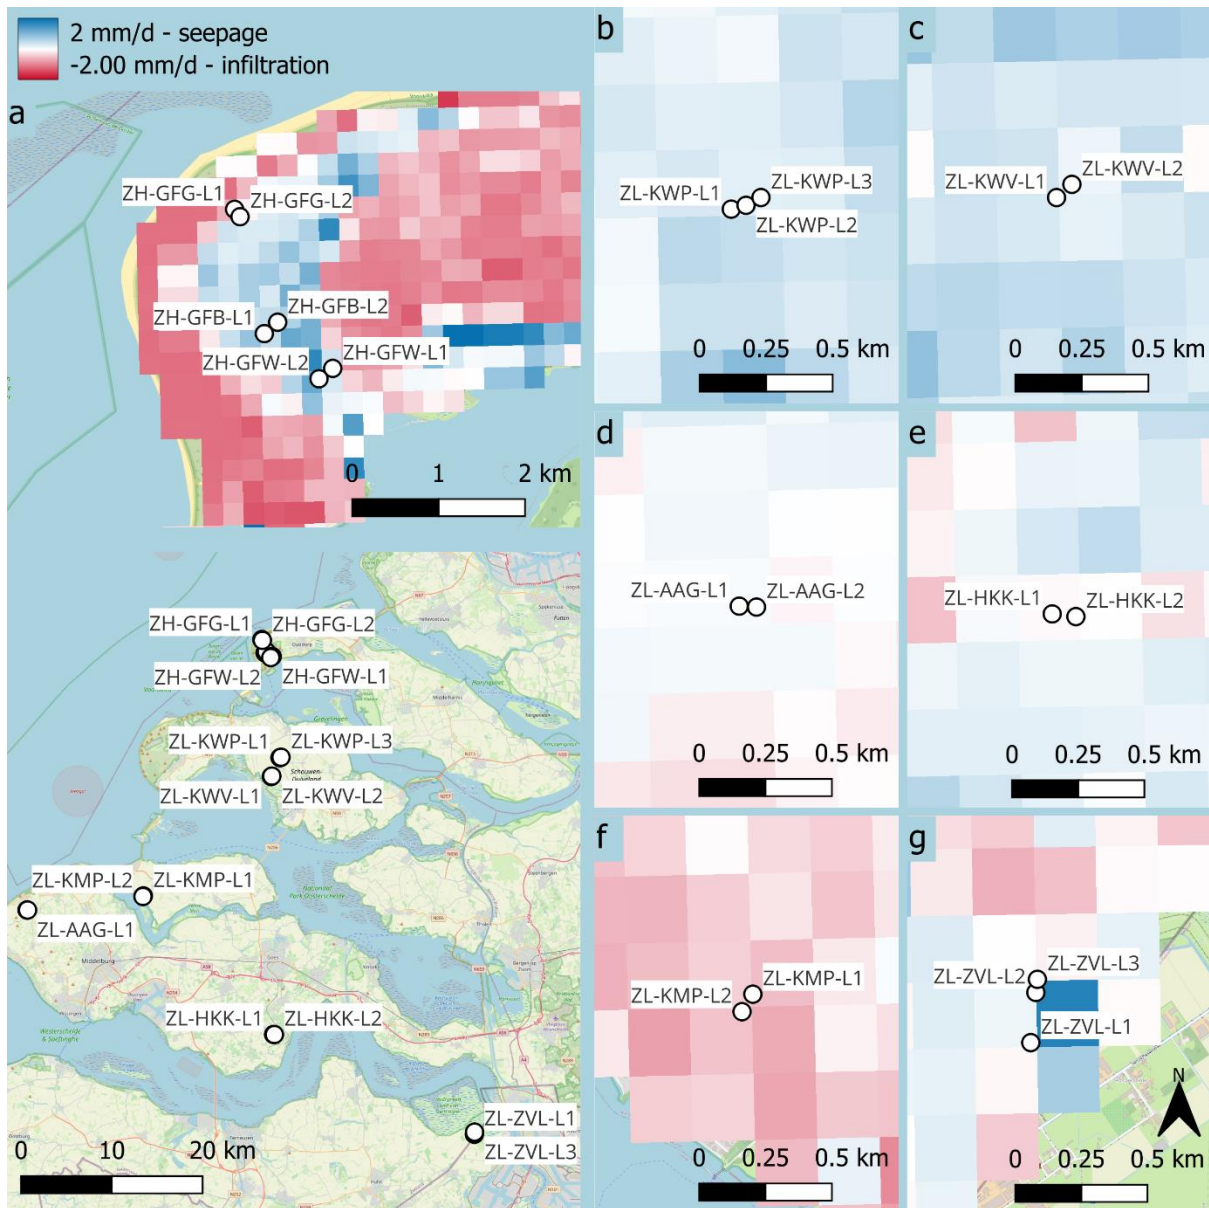 2 mm/d - seepage
-2.00 mm/d - infiltration
a
ZH-GFG-L1
ZH-GFG-L2
ZH-GFB-L2
ZH-GFB-L1
ZH-GFW-L1
ZH-GFW-L2
0 1 2 km
b
ZL-KWP-L1
ZL-KWP-L3
ZL-KWP-L2
0 0.25 0.5 km
c
ZL-KWV-L2
ZL-KWV-L1
0 0.25 0.5 km
d
ZL-AAG-L1
ZL-AAG-L2
0 0.25 0.5 km
e
ZL-HKK-L1
ZL-HKK-L2
0 0.25 0.5 km
ZH-GFG-L1
ZH-GFG-L2
ZH-GFW-L2
ZH-GFW-L1
ZL-KWP-L1
ZL-KWP-L3
ZL-KWV-L1
ZL-KWV-L2
ZL-KMP-L2
ZL-KMP-L1
ZL-AAG-L1
Middelburg
Goes
ZL-HKK-L1
ZL-HKK-L2
ZL-ZVL-L1
ZL-ZVL-L3
0 10 20 km
f
ZL-KMP-L1
ZL-KMP-L2
0 0.25 0.5 km
g
ZL-ZVL-L3
ZL-ZVL-L2
ZL-ZVL-L1
N
0 0.25 0.5 km